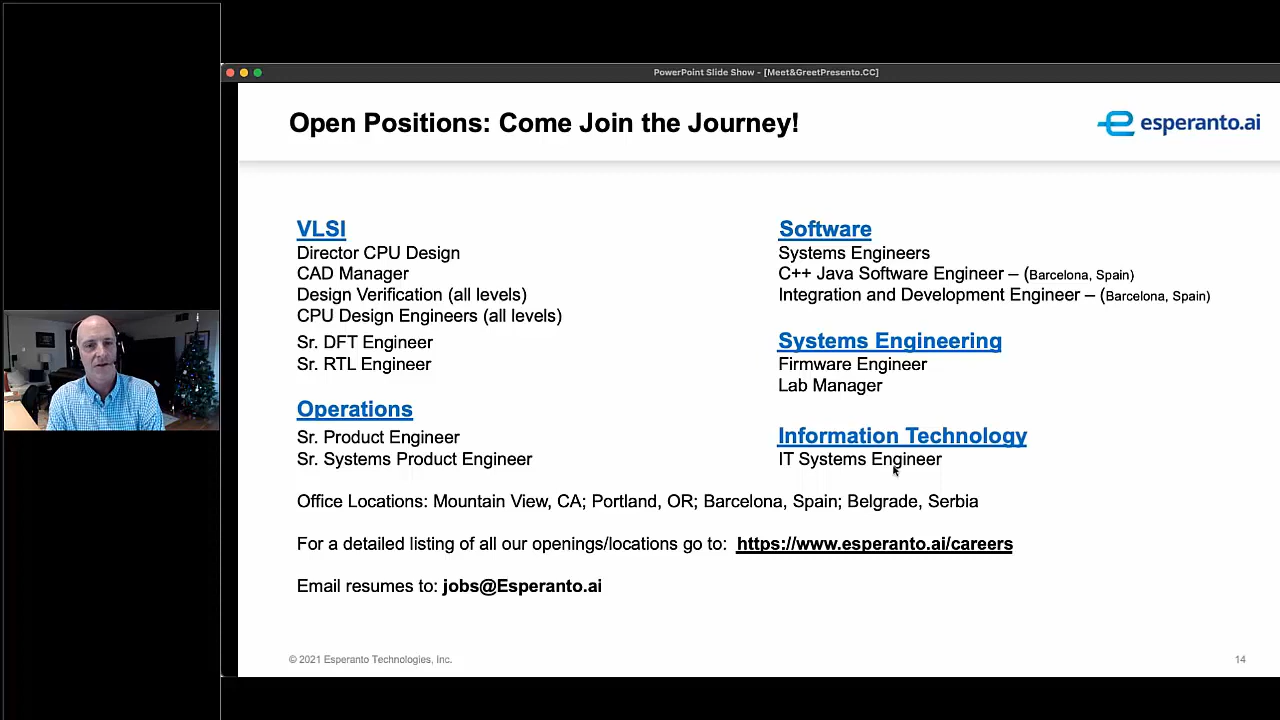 PowerPoint Slide Show - [Meet&GreetPresento.CC]
Open Positions: Come Join the Journey!
esperanto.ai
VLSI
Director CPU Design
CAD Manager
Design Verification (all levels)
CPU Design Engineers (all levels)
Sr. DFT Engineer
Sr. RTL Engineer
Operations
Sr. Product Engineer
Sr. Systems Product Engineer
Software
Systems Engineers
C++ Java Software Engineer – (Barcelona, Spain)
Integration and Development Engineer – (Barcelona, Spain)
Systems Engineering
Firmware Engineer
Lab Manager
Information Technology
IT Systems Engineer
Office Locations: Mountain View, CA; Portland, OR; Barcelona, Spain; Belgrade, Serbia
For a detailed listing of all our openings/locations go to: https://www.esperanto.ai/careers
Email resumes to: jobs@Esperanto.ai
© 2021 Esperanto Technologies, Inc.
14